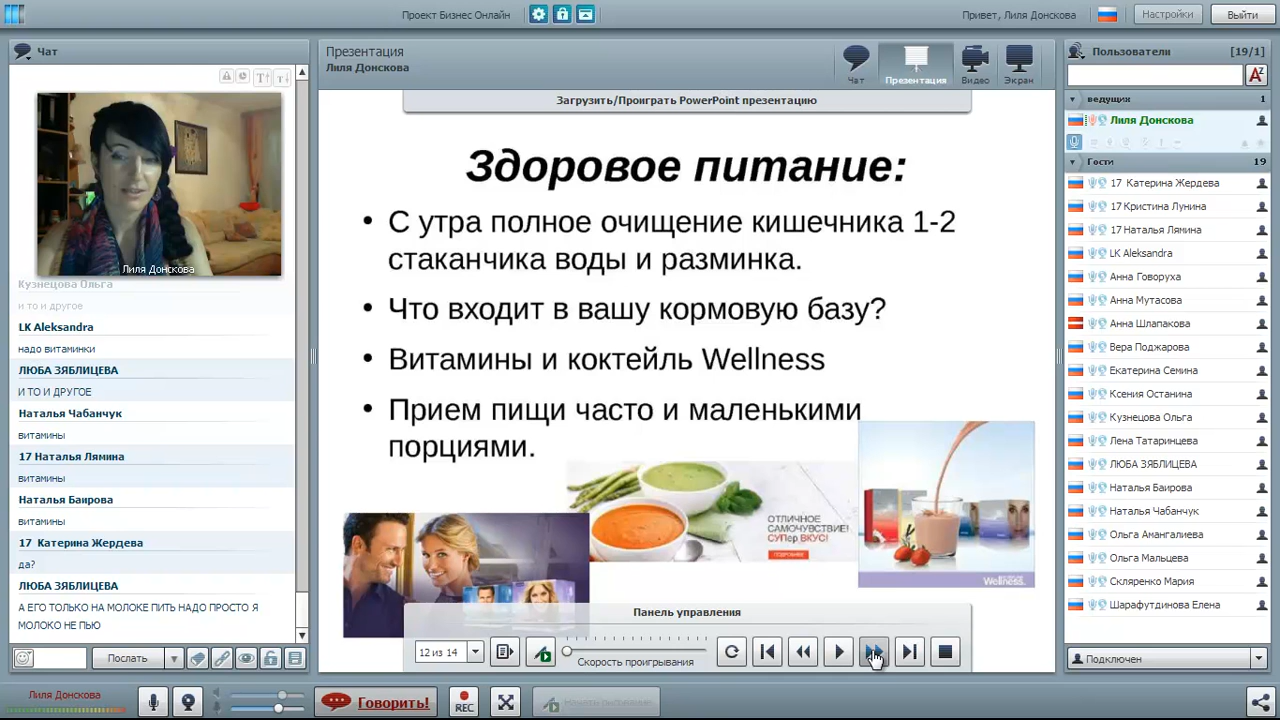 Проект Бизнес Онлайн
Привет, Лиля Донскова
Настройки
Выйти
Чат
Лиля Донскова
Кузнецова Ольга
и то и другое
LK Aleksandra
надо витаминки
ЛЮБА ЗЯБЛИЦЕВА
И ТО И ДРУГОЕ
Наталья Чабанчук
витамины
17 Наталья Лямина
витамины
Наталья Баирова
витамины
17 Катерина Жердева
да?
ЛЮБА ЗЯБЛИЦЕВА
А ЕГО ТОЛЬКО НА МОЛОКЕ ПИТЬ НАДО ПРОСТО Я
МОЛОКО НЕ ПЬЮ
Послать
Презентация
Лиля Донскова
Чат
Презентация
Видео
Экран
Загрузить/Проиграть PowerPoint презентацию
Здоровое питание:
• С утра полное очищение кишечника 1-2
стаканчика воды и разминка.
• Что входит в вашу кормовую базу?
• Витамины и коктейль Wellness
• Прием пищи часто и маленькими
порциями.
ОТЛИЧНОЕ
САМОЧУВСТВИЕ!
СУПер ВКУС!
Wellness
Панель управления
12 из 14
Скорость проигрывания
Пользователи
[19/1]
ведущия 1
Лиля Донскова
Гости 19
17 Катерина Жердева
17 Кристина Лунина
17 Наталья Лямина
LK Aleksandra
Анна Говоруха
Анна Мутасова
Анна Шлапакова
Вера Поджарова
Екатерина Семина
Ксения Останина
Кузнецова Ольга
Лена Татаринцева
ЛЮБА ЗЯБЛИЦЕВА
Наталья Баирова
Наталья Чабанчук
Ольга Амангалиева
Ольга Мальцева
Скляренко Мария
Шарафутдинова Елена
Подключен
Лиля Донскова
Говорить!
REC